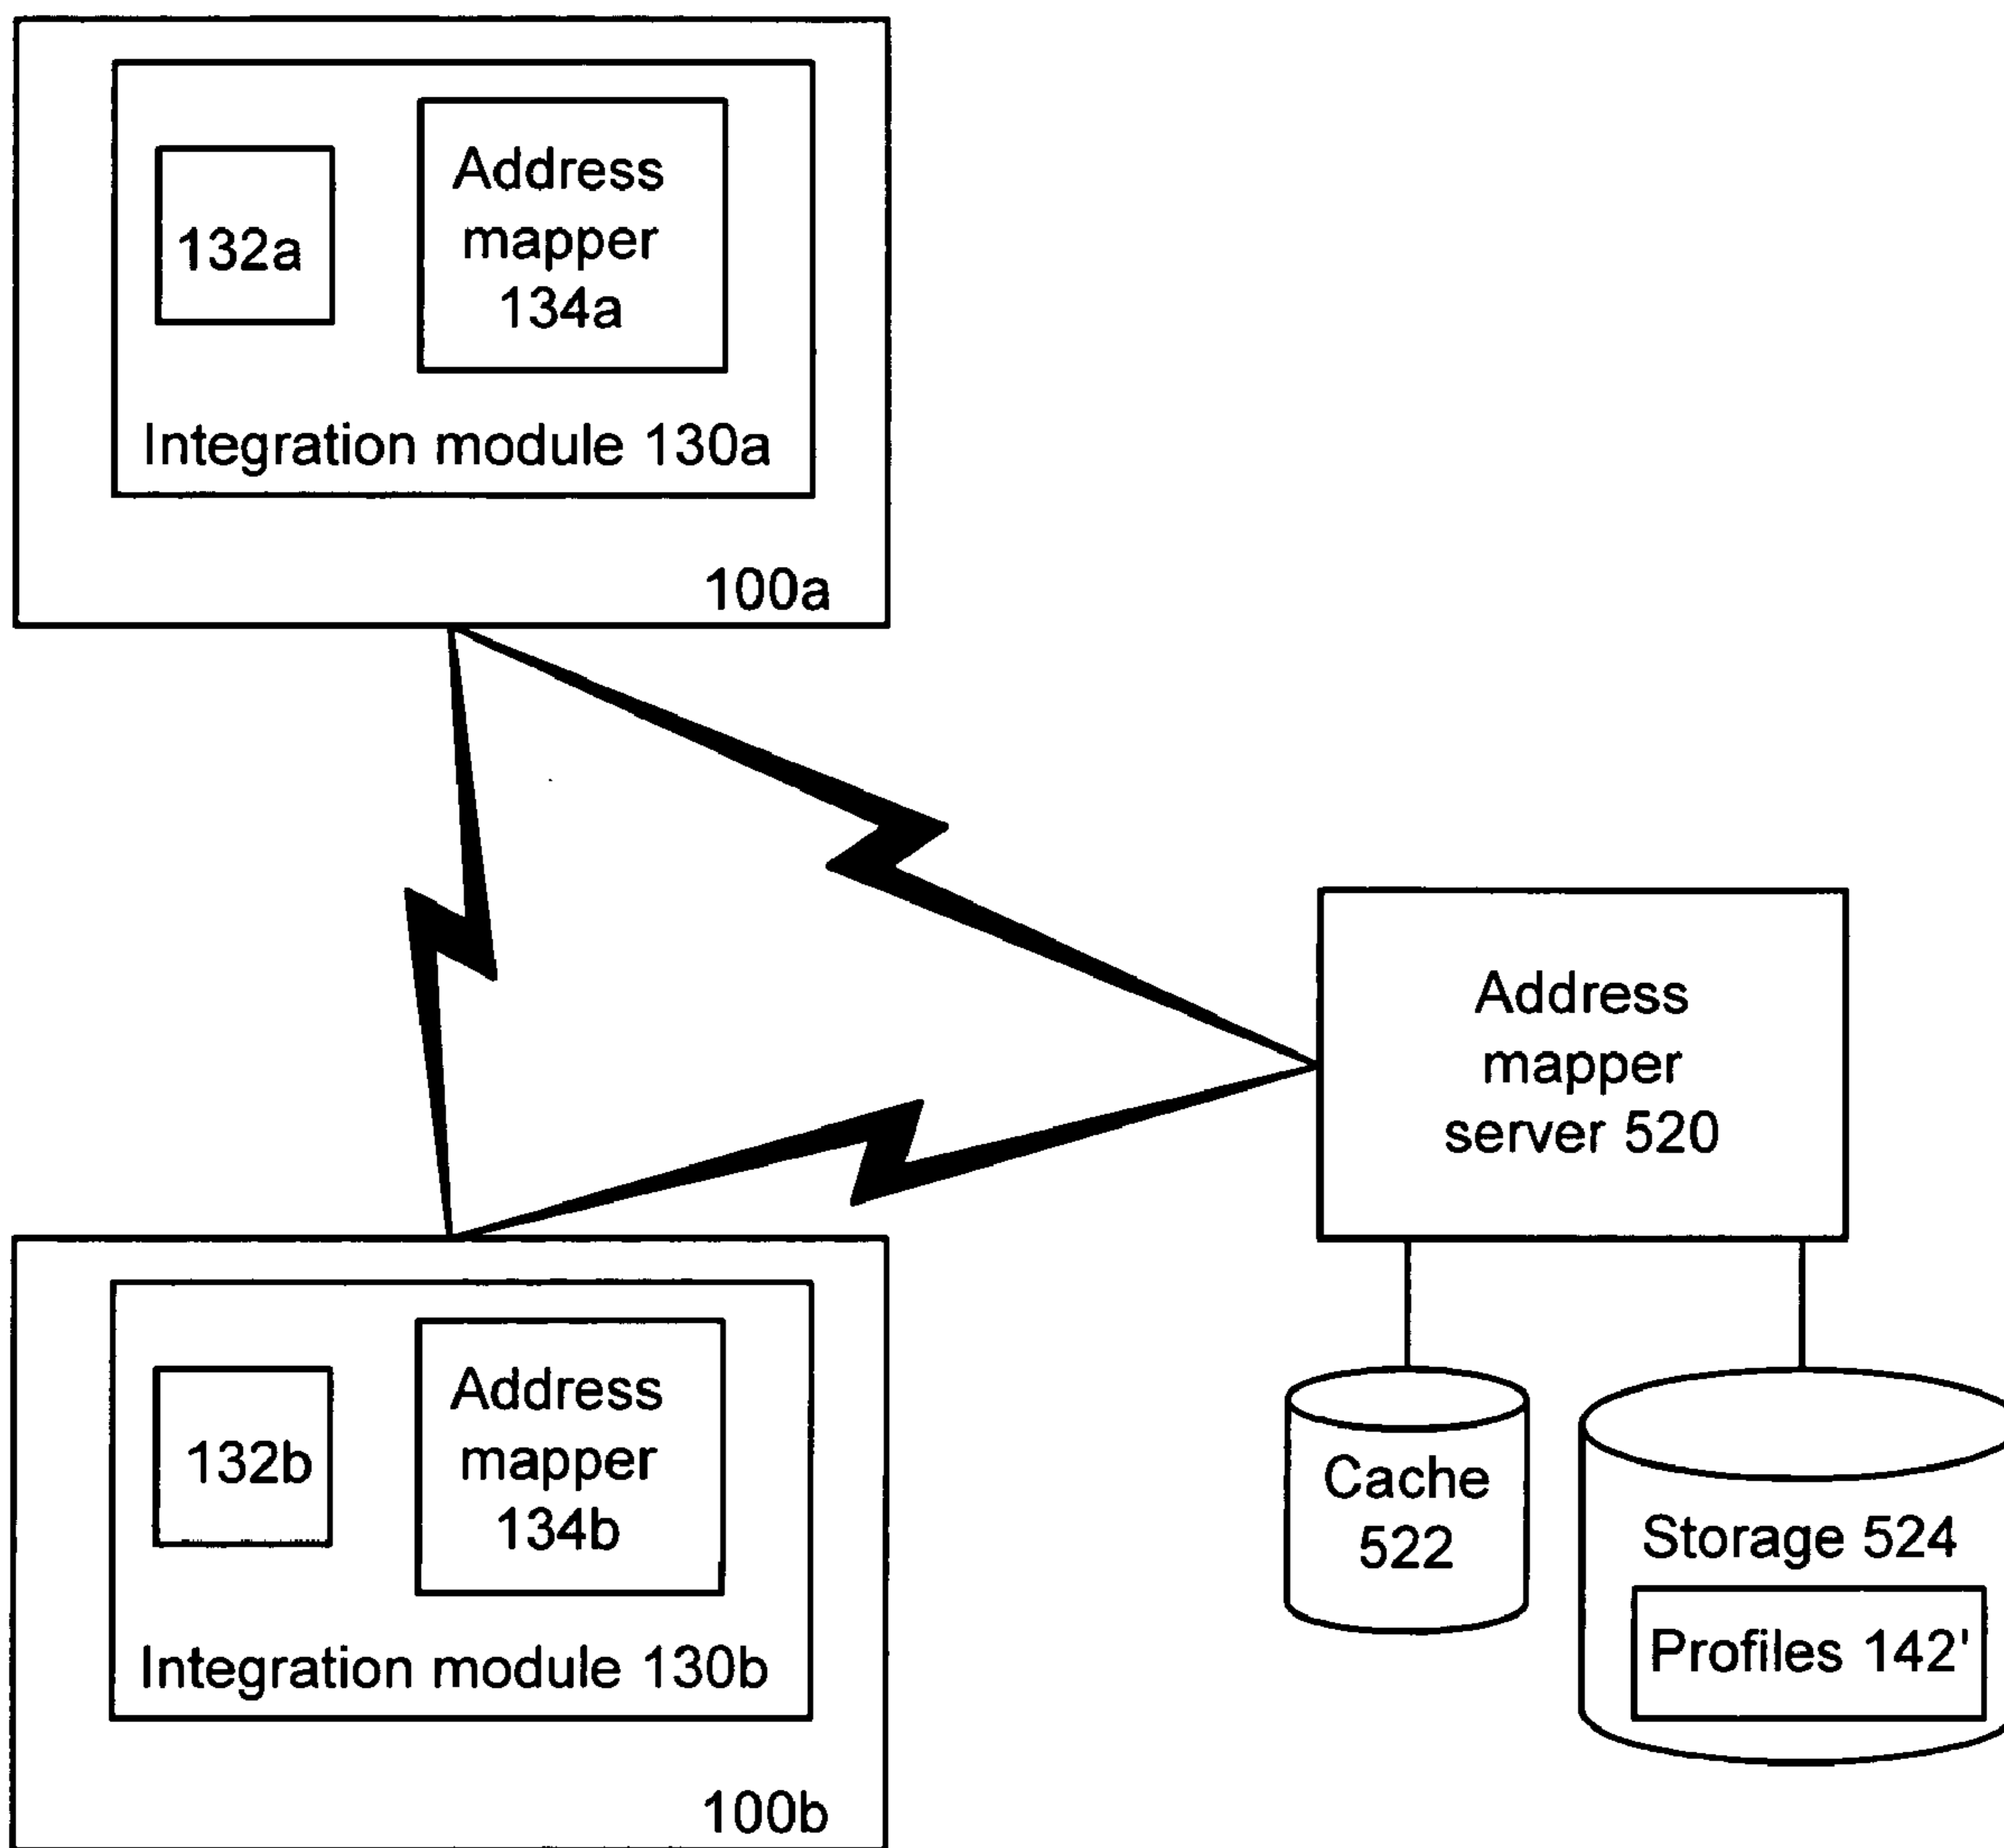 132a
Address
mapper
134a
Integration module 130a
100a
Address
mapper
server 520
132b
Address
mapper
134b
Integration module 130b
100b
Cache
522
Storage 524
Profiles 142'